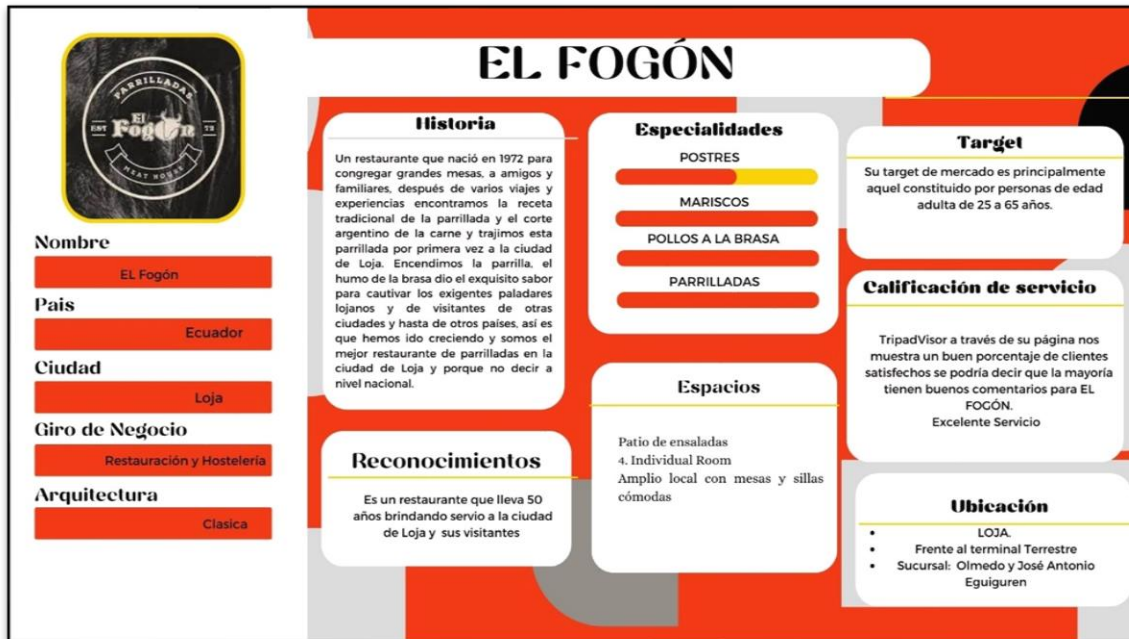 PARRILLADAS
EST
El
Fogón
73
MEAT HOUSE
Nombre
EL Fogón
Pais
Ecuador
Ciudad
Loja
Giro de Negocio
Restauración y Hostelería
Arquitectura
Clasica
EL FOGÓN
Historia
Un restaurante que nació en 1972 para
congregar grandes mesas, a amigos y
familiares, después de varios viajes y
experiencias encontramos la receta
tradicional de la parrillada y el corte
argentino de la carne y trajimos esta
parrillada por primera vez a la ciudad
de Loja. Encendimos la parrilla, el
humo de la brasa dio el exquisito sabor
para cautivar los exigentes paladares
lojanos y de visitantes de otras
ciudades y hasta de otros países, así es
que hemos ido creciendo y somos el
mejor restaurante de parrilladas en la
ciudad de Loja y porque no decir a
nivel nacional.
Reconocimientos
Es un restaurante que lleva 50
años brindando servio a la ciudad
de Loja y sus visitantes
Especialidades
POSTRES
MARISCOS
POLLOS A LA BRASA
PARRILLADAS
Espacios
Patio de ensaladas
4. Individual Room
Amplio local con mesas y sillas
cómodas
Target
Su target de mercado es principalmente
aquel constituido por personas de edad
adulta de 25 a 65 años.
Calificación de servicio
TripadVisor a través de su página nos
muestra un buen porcentaje de clientes
satisfechos se podría decir que la mayoría
tienen buenos comentarios para EL
FOGÓN.
Excelente Servicio
Ubicación
• LOJA.
• Frente al terminal Terrestre
• Sucursal: Olmedo y José Antonio
Eguiguren